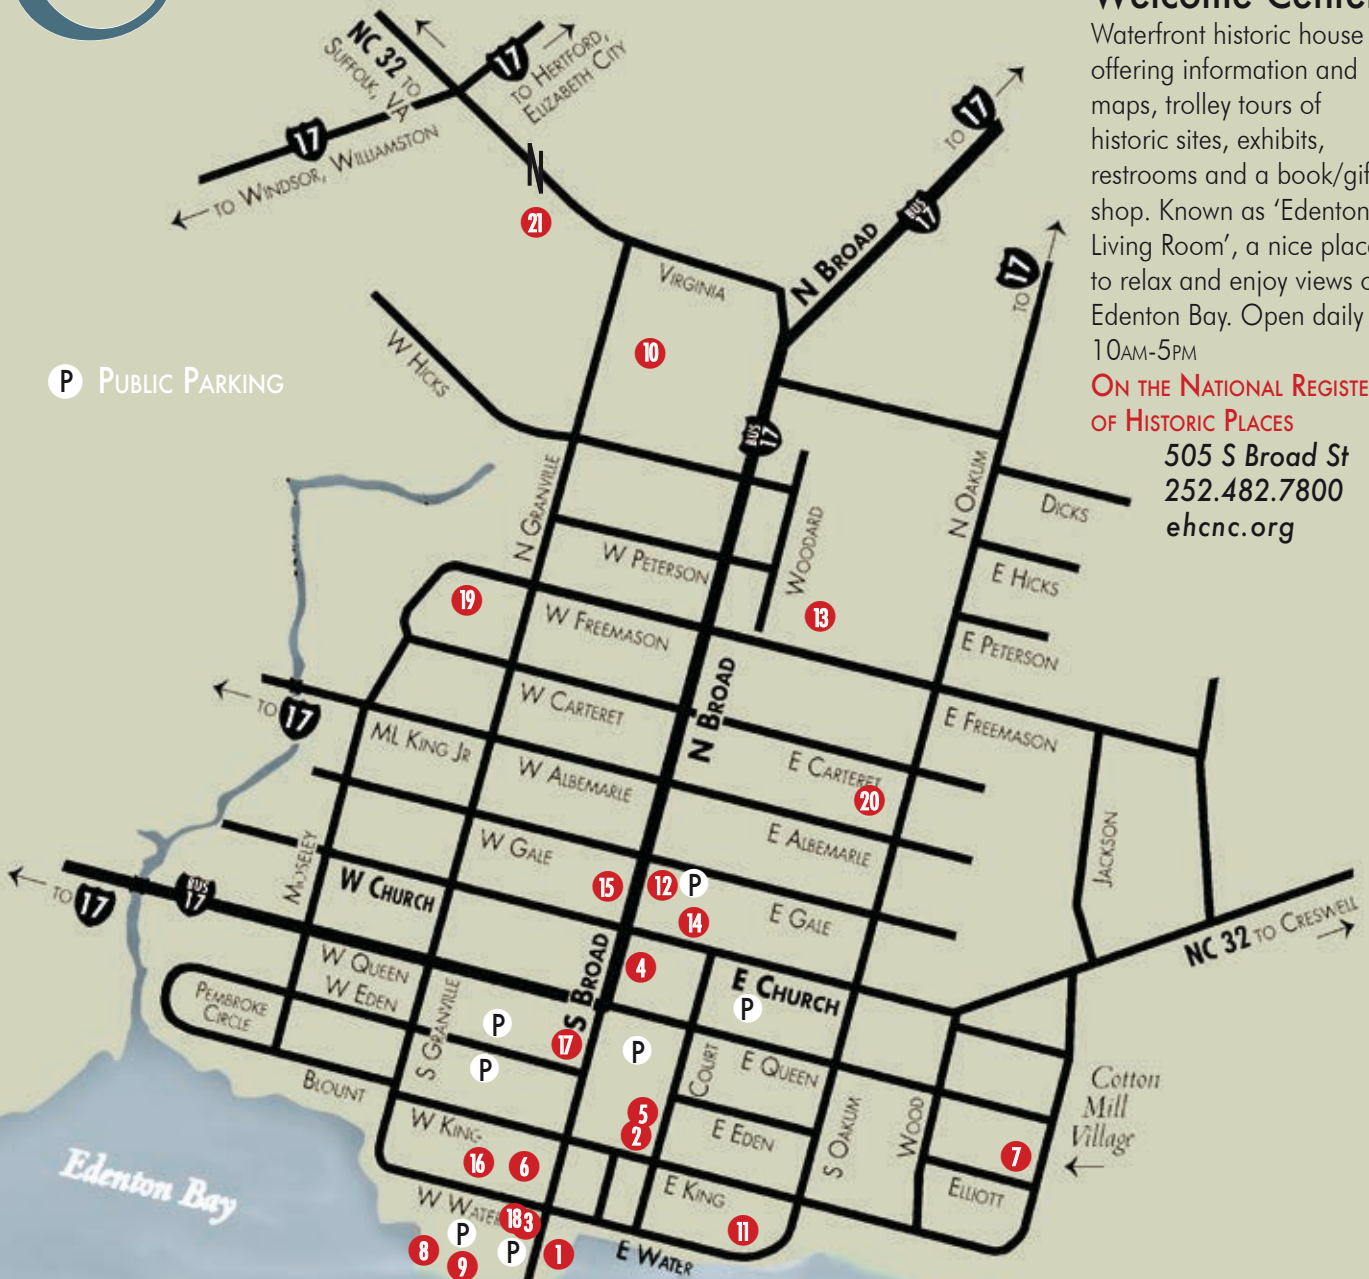 Welcome Center
Waterfront historic house
offering information and
maps, trolley tours of
historic sites, exhibits,
restrooms and a book/gif
shop. Known as ‘Edenton
Living Room’, a nice place
to relax and enjoy views o
Edenton Bay. Open daily
10AM-5PM
ON THE NATIONAL REGISTE
OF HISTORIC PLACES
505 S Broad St
252.482.7800
ehcnc.org
NC 32 TO
SUFFOLK, VA
17
TO HERTFORD,
ELIZABETH CITY
17
TO WINDSOR, WILLIAMSTON
N
21
TO 17
BUS 17
N BROAD
TO 17
VIRGINIA
10
W HICKS
P PUBLIC PARKING
BUS 17
N GRANVILLE
WOODARD
N OAKUM
DICKS
W PETERSON
E HICKS
19
W FREEMASON
13
E PETERSON
TO 17
W CARTERET
N BROAD
E FREEMASON
ML KING JR
W ALBEMARLE
E CARTERET
20
E ALBEMARLE
JACKSON
MOSELEY
W GALE
W CHURCH
15
12
P
14
E GALE
TO 17
BUS 17
NC 32 TO CRESWELL
W QUEEN
W EDEN
S BROAD
4
E CHURCH
P
PEMBROKE
CIRCLE
S GRANVILLE
P
17
P
P
COURT
E QUEEN
BLOUNT
S OAKUM
WOOD
Cotton
Mill
Village
W KING
5
2
E EDEN
7
16
6
ELLIOTT
Edenton Bay
E KING
W WATER
18
3
11
P
8
9
P
1
E WATER